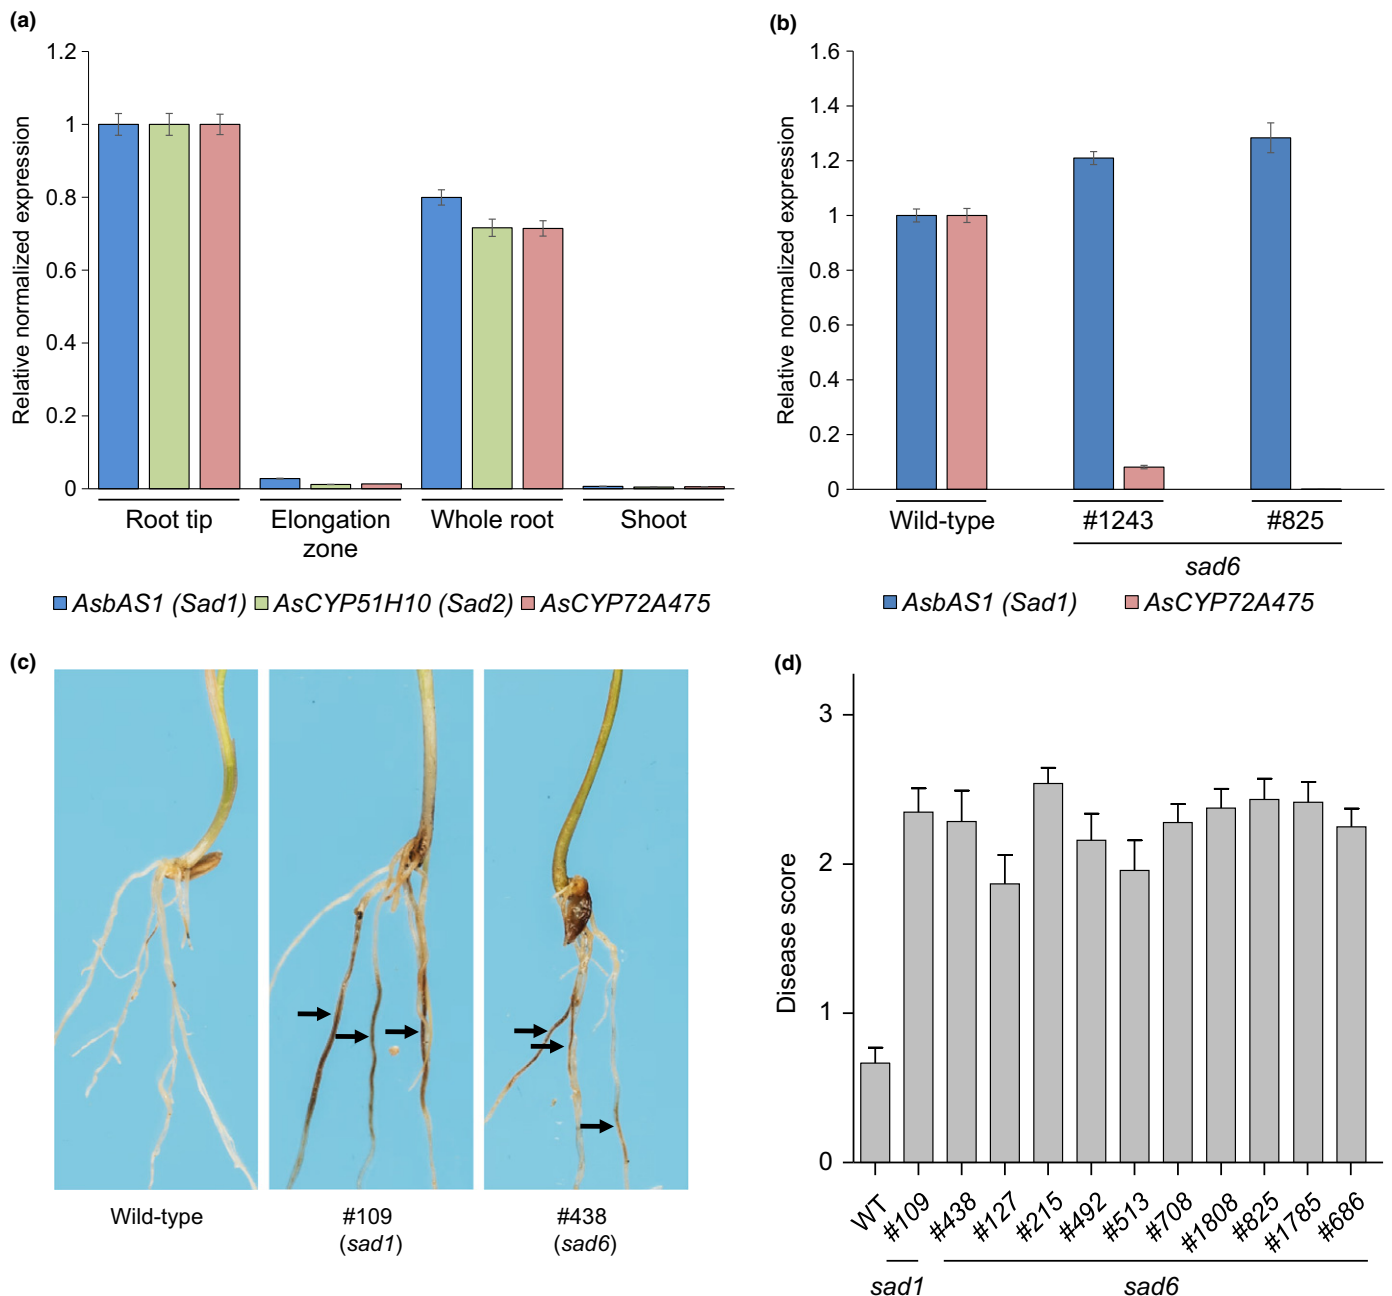 (a)
Relative normalized expression
1.2
1
0.8
0.6
0.4
0.2
0
Root tip
Elongation
zone
Whole root
Shoot
AsbAS1 (Sad1) AsCYP51H10 (Sad2) AsCYP72A475
(b)
Relative normalized expression
1.6
1.4
1.2
1
0.8
0.6
0.4
0.2
0
Wild-type
#1243
#825
sad6
AsbAS1 (Sad1) AsCYP72A475
(c)
Wild-type
#109
(sad1)
#438
(sad6)
(d)
Disease score
3
2
1
0
WT
#109
#438
#127
#215
#492
#513
#708
#1808
#825
#1785
#686
sad1
sad6